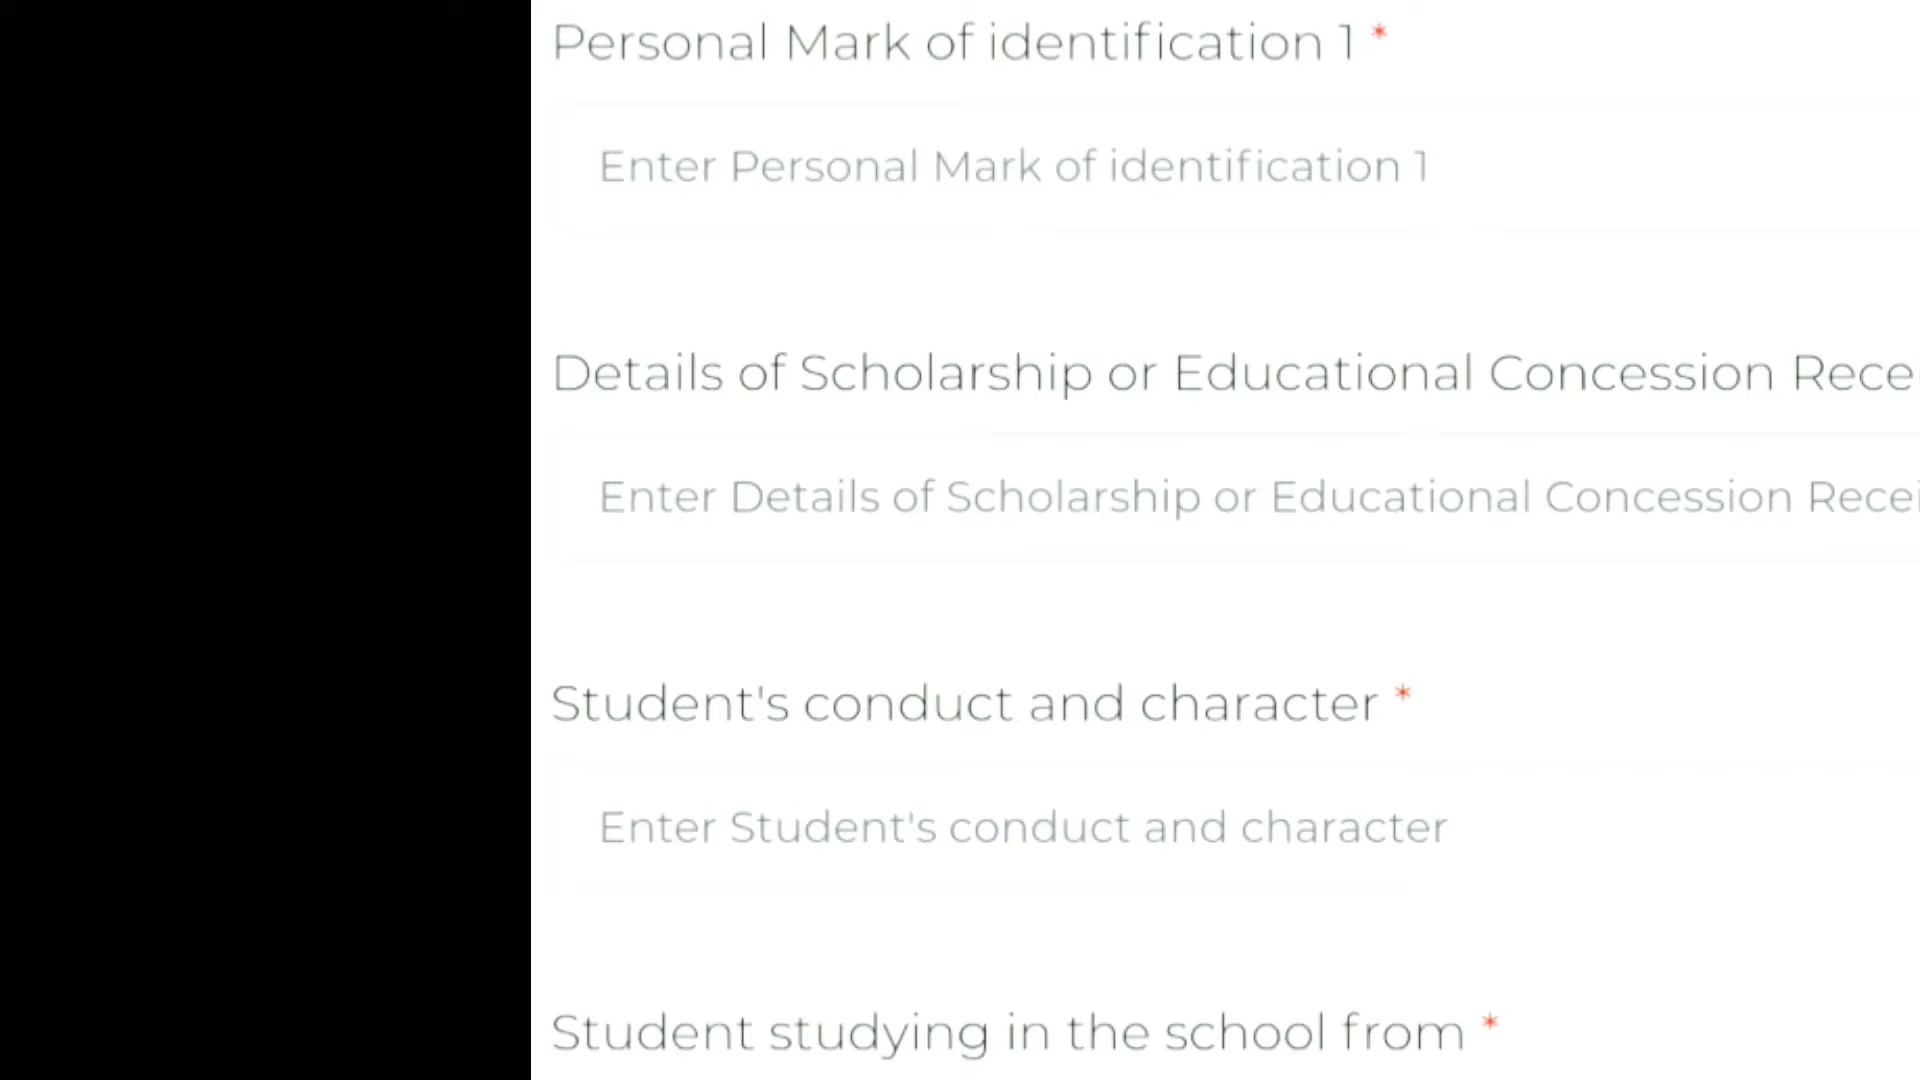 Personal Mark of identification 1 *
Enter Personal Mark of identification 1
Details of Scholarship or Educational Concession
Enter Details of Scholarship or Educational Concession
Student's conduct and character *
Enter Student's conduct and character
Student studying in the school from *